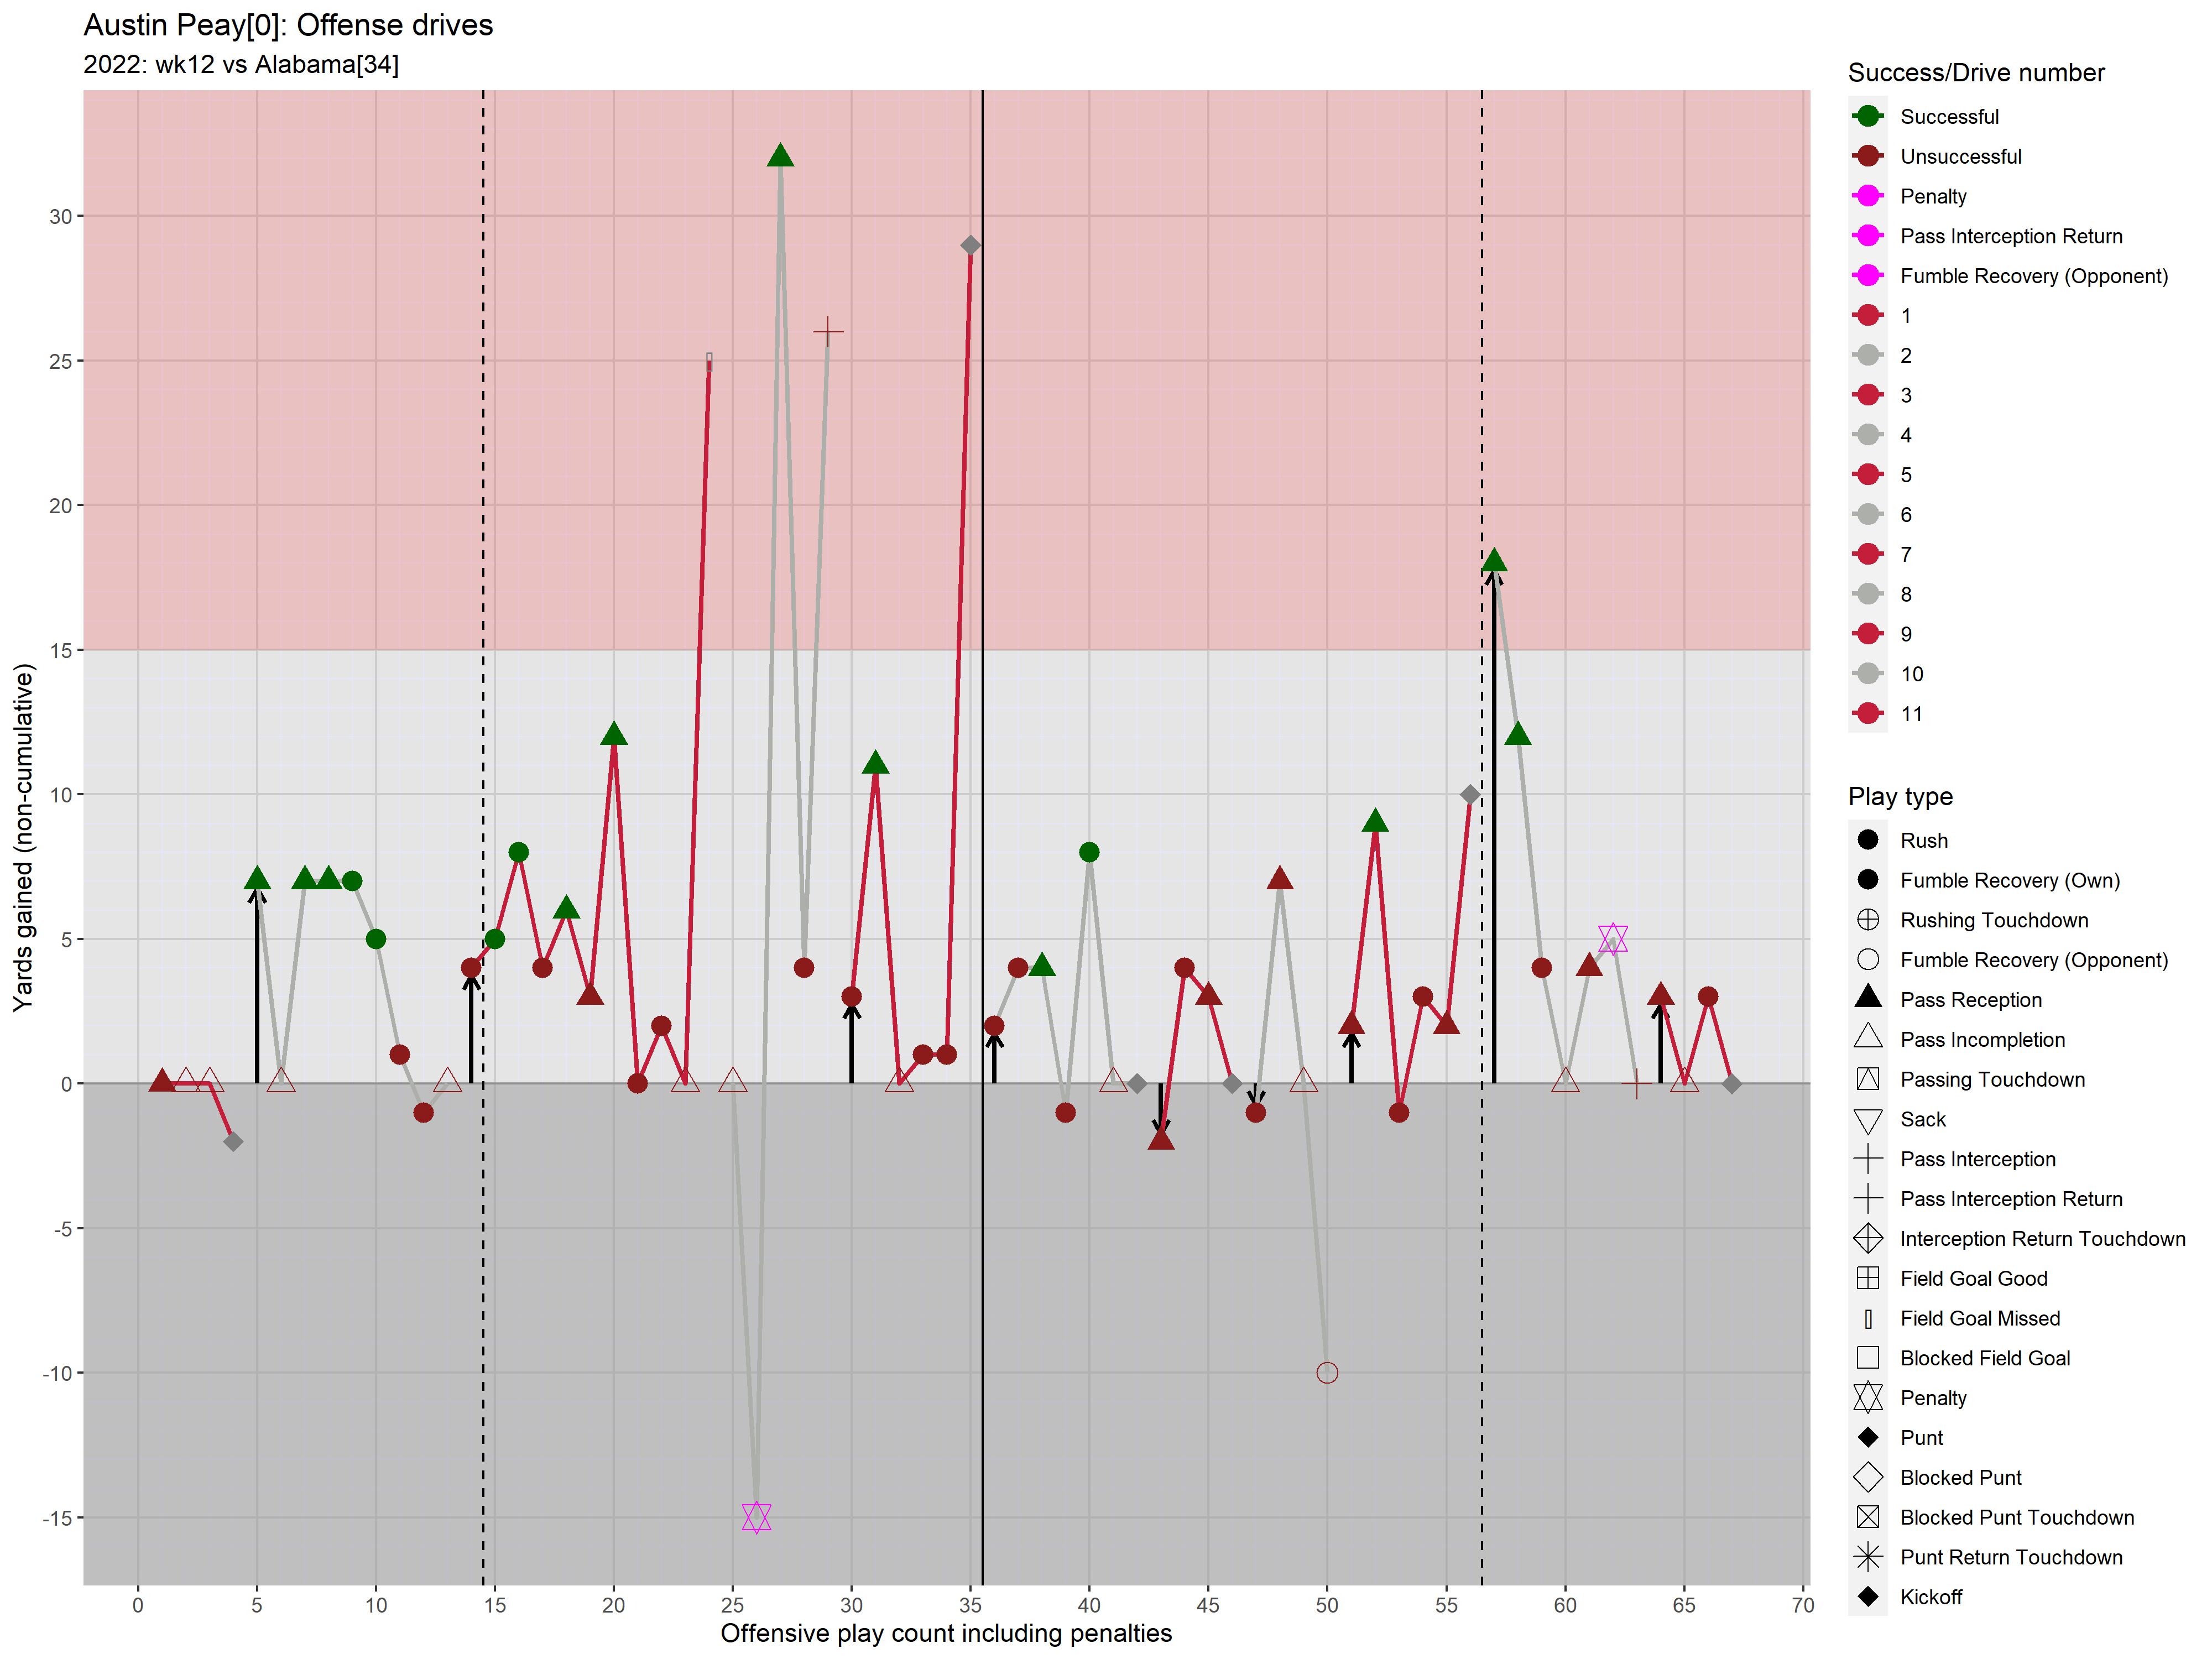 Austin Peay[0]: Offense drives
2022: wk12 vs Alabama[34]
Yards gained (non-cumulative)
30
25
20
15
10
5
0
-5
-10
-15
0 5 10 15 20 25 30 35 40 45 50 55 60 65 70
Offensive play count including penalties
Success/Drive number
Successful
Unsuccessful
Penalty
Pass Interception Return
Fumble Recovery (Opponent)
1
2
3
4
5
6
7
8
9
10
11
Play type
Rush
Fumble Recovery (Own)
Rushing Touchdown
Fumble Recovery (Opponent)
Pass Reception
Pass Incompletion
Passing Touchdown
Sack
Pass Interception
Pass Interception Return
Interception Return Touchdown
Field Goal Good
Field Goal Missed
Blocked Field Goal
Penalty
Punt
Blocked Punt
Blocked Punt Touchdown
Punt Return Touchdown
Kickoff